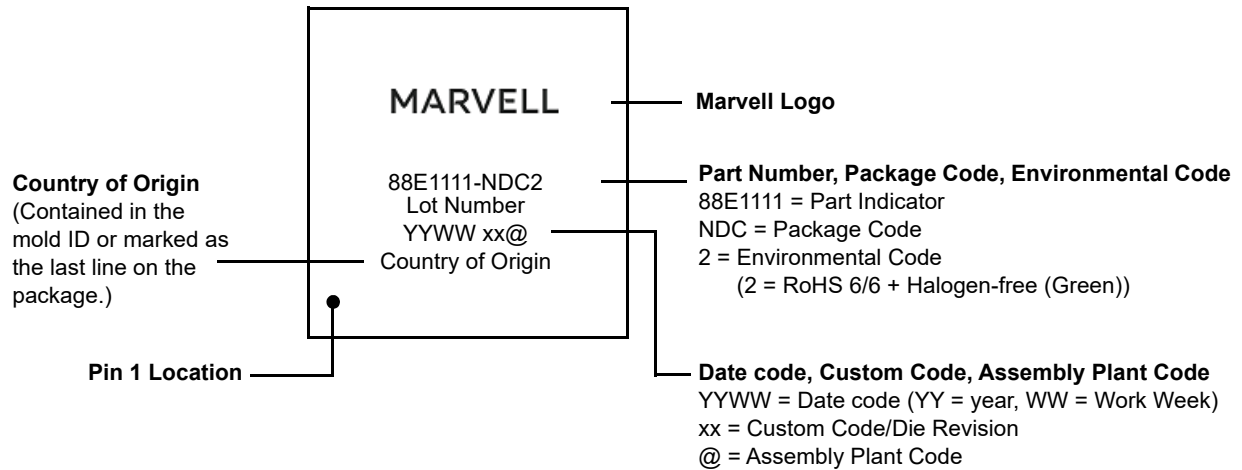 MARVELL
Marvell Logo
Country of Origin
(Contained in the
mold ID or marked as
the last line on the
package.)
88E1111-NDC2
Lot Number
YYWW xx@
Country of Origin
Part Number, Package Code, Environmental Code
88E1111 = Part Indicator
NDC = Package Code
2 = Environmental Code
(2 = RoHS 6/6 + Halogen-free (Green))
Pin 1 Location
Date code, Custom Code, Assembly Plant Code
YYWW = Date code (YY = year, WW = Work Week)
xx = Custom Code/Die Revision
@ = Assembly Plant Code